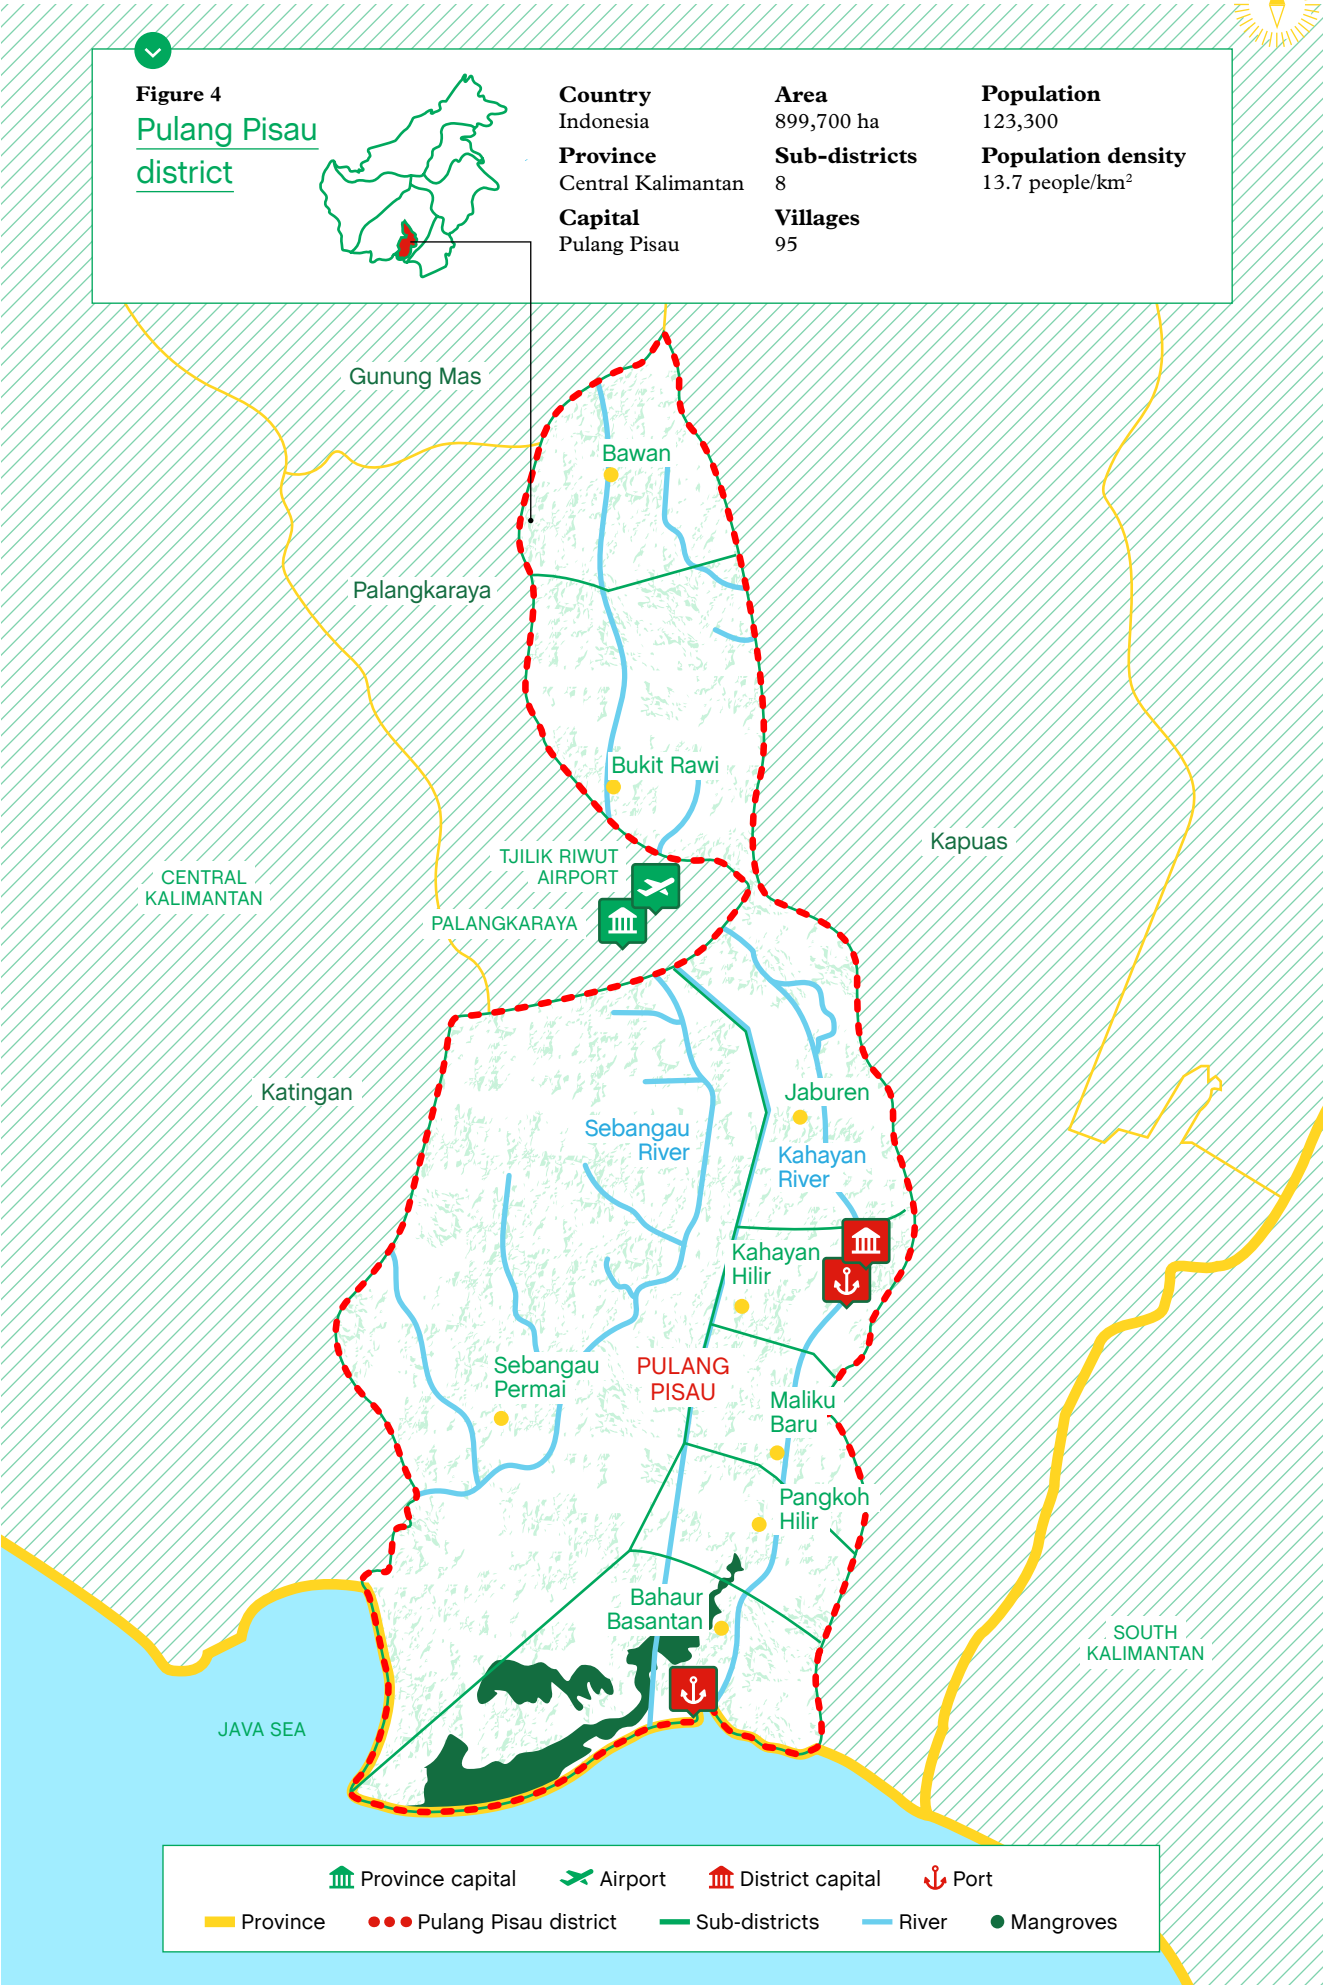 Figure 4
Pulang Pisau
district
Country
Indonesia
Province
Central Kalimantan
Capital
Pulang Pisau
Area
899,700 ha
Sub-districts
8
Villages
95
Population
123,300
Population density
13.7 people/km²
Gunung Mas
Bawan
Palangkaraya
Bukit Rawi
Kapuas
TJILIK RIWUT
AIRPORT
CENTRAL
KALIMANTAN
PALANGKARAYA
Katingan
Jaburen
Sebangau
River
Kahayan
River
Kahayan
Hilir
Sebangau
Permai
PULANG
PISAU
Maliku
Baru
Pangkoh
Hilir
Bahaur
Basantan
SOUTH
KALIMANTAN
JAVA SEA
Province capital
Airport
District capital
Port
Province
Pulang Pisau district
Sub-districts
River
Mangroves